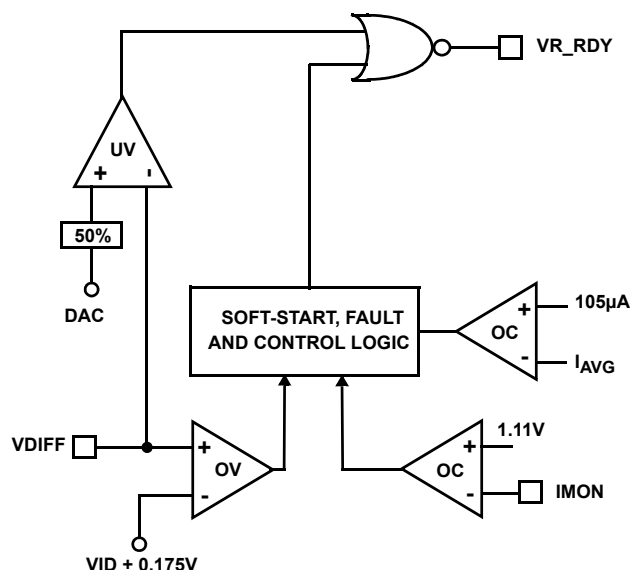 VR_RDY
UV
+ -
50%
DAC
SOFT-START, FAULT
AND CONTROL LOGIC
+ 105µA
OC
- IAVG
VDIFF
+
OV
-
VID + 0.175V
1.11V
+
OC
- IMON